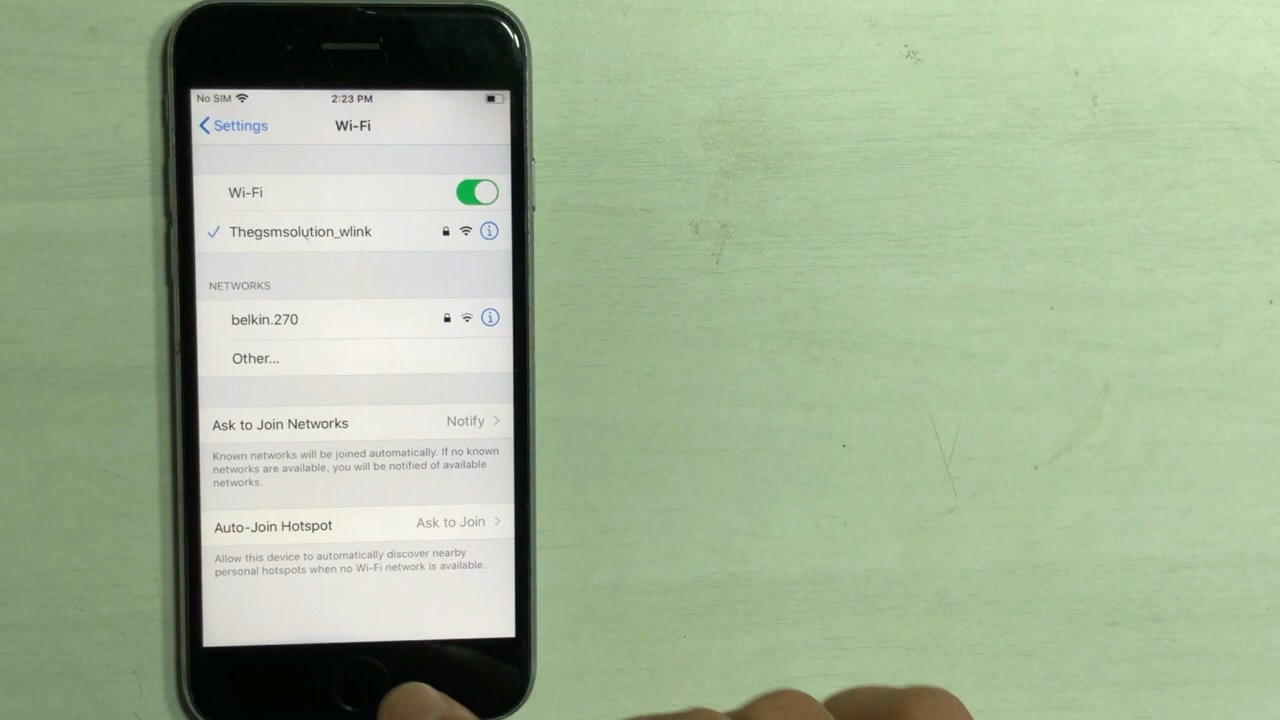 No SIM 2:23 PM
Settings Wi-Fi
Wi-Fi
Thegsmsolution_wlink
NETWORKS
belkin.270
Other...
Ask to Join Networks Notify
Known networks will be joined automatically. If no known
networks are available, you will be notified of available
networks.
Auto-Join Hotspot Ask to Join
Allow this device to automatically discover nearby
personal hotspots when no Wi-Fi network is available.